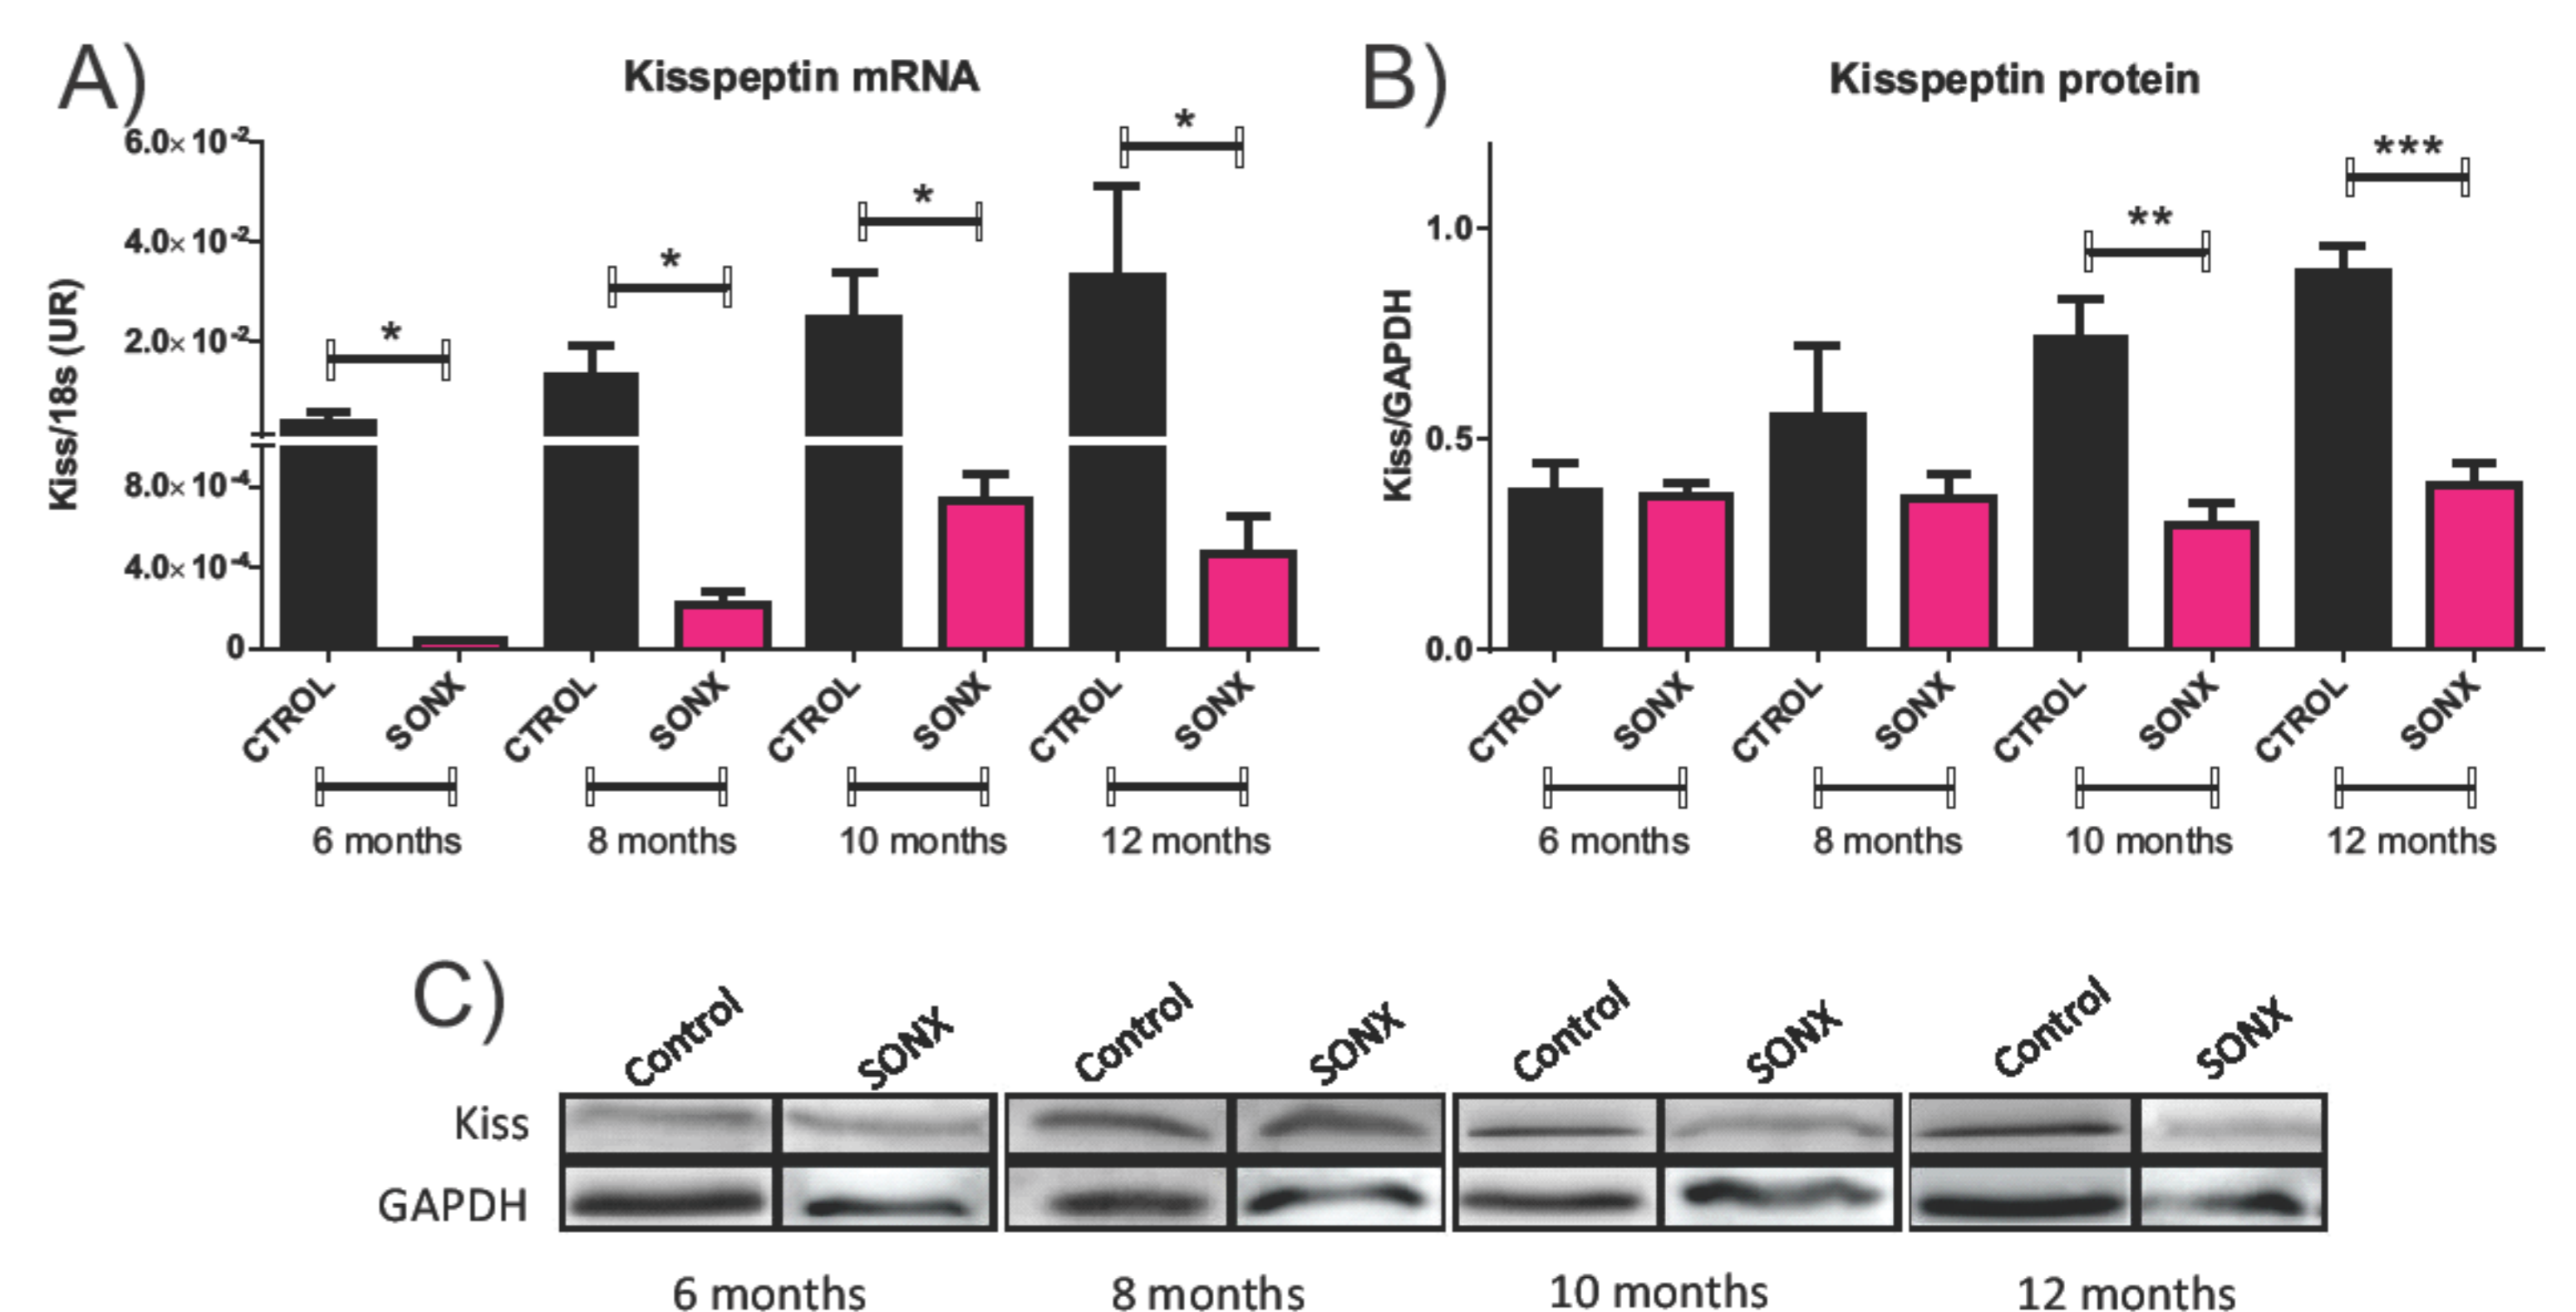 A)
Kisspeptin mRNA
Kiss/18s (UR)
6.0× 10⁻²
4.0× 10⁻²
2.0× 10⁻²
8.0× 10⁻⁴
4.0× 10⁻⁴
0
* * * *
CTROL SONX CTROL SONX CTROL SONX CTROL SONX
6 months 8 months 10 months 12 months
B)
Kisspeptin protein
Kiss/GAPDH
1.0
0.5
0.0
** ***
CTROL SONX CTROL SONX CTROL SONX CTROL SONX
6 months 8 months 10 months 12 months
C)
Control SONX Control SONX Control SONX Control SONX
Kiss
GAPDH
6 months 8 months 10 months 12 months